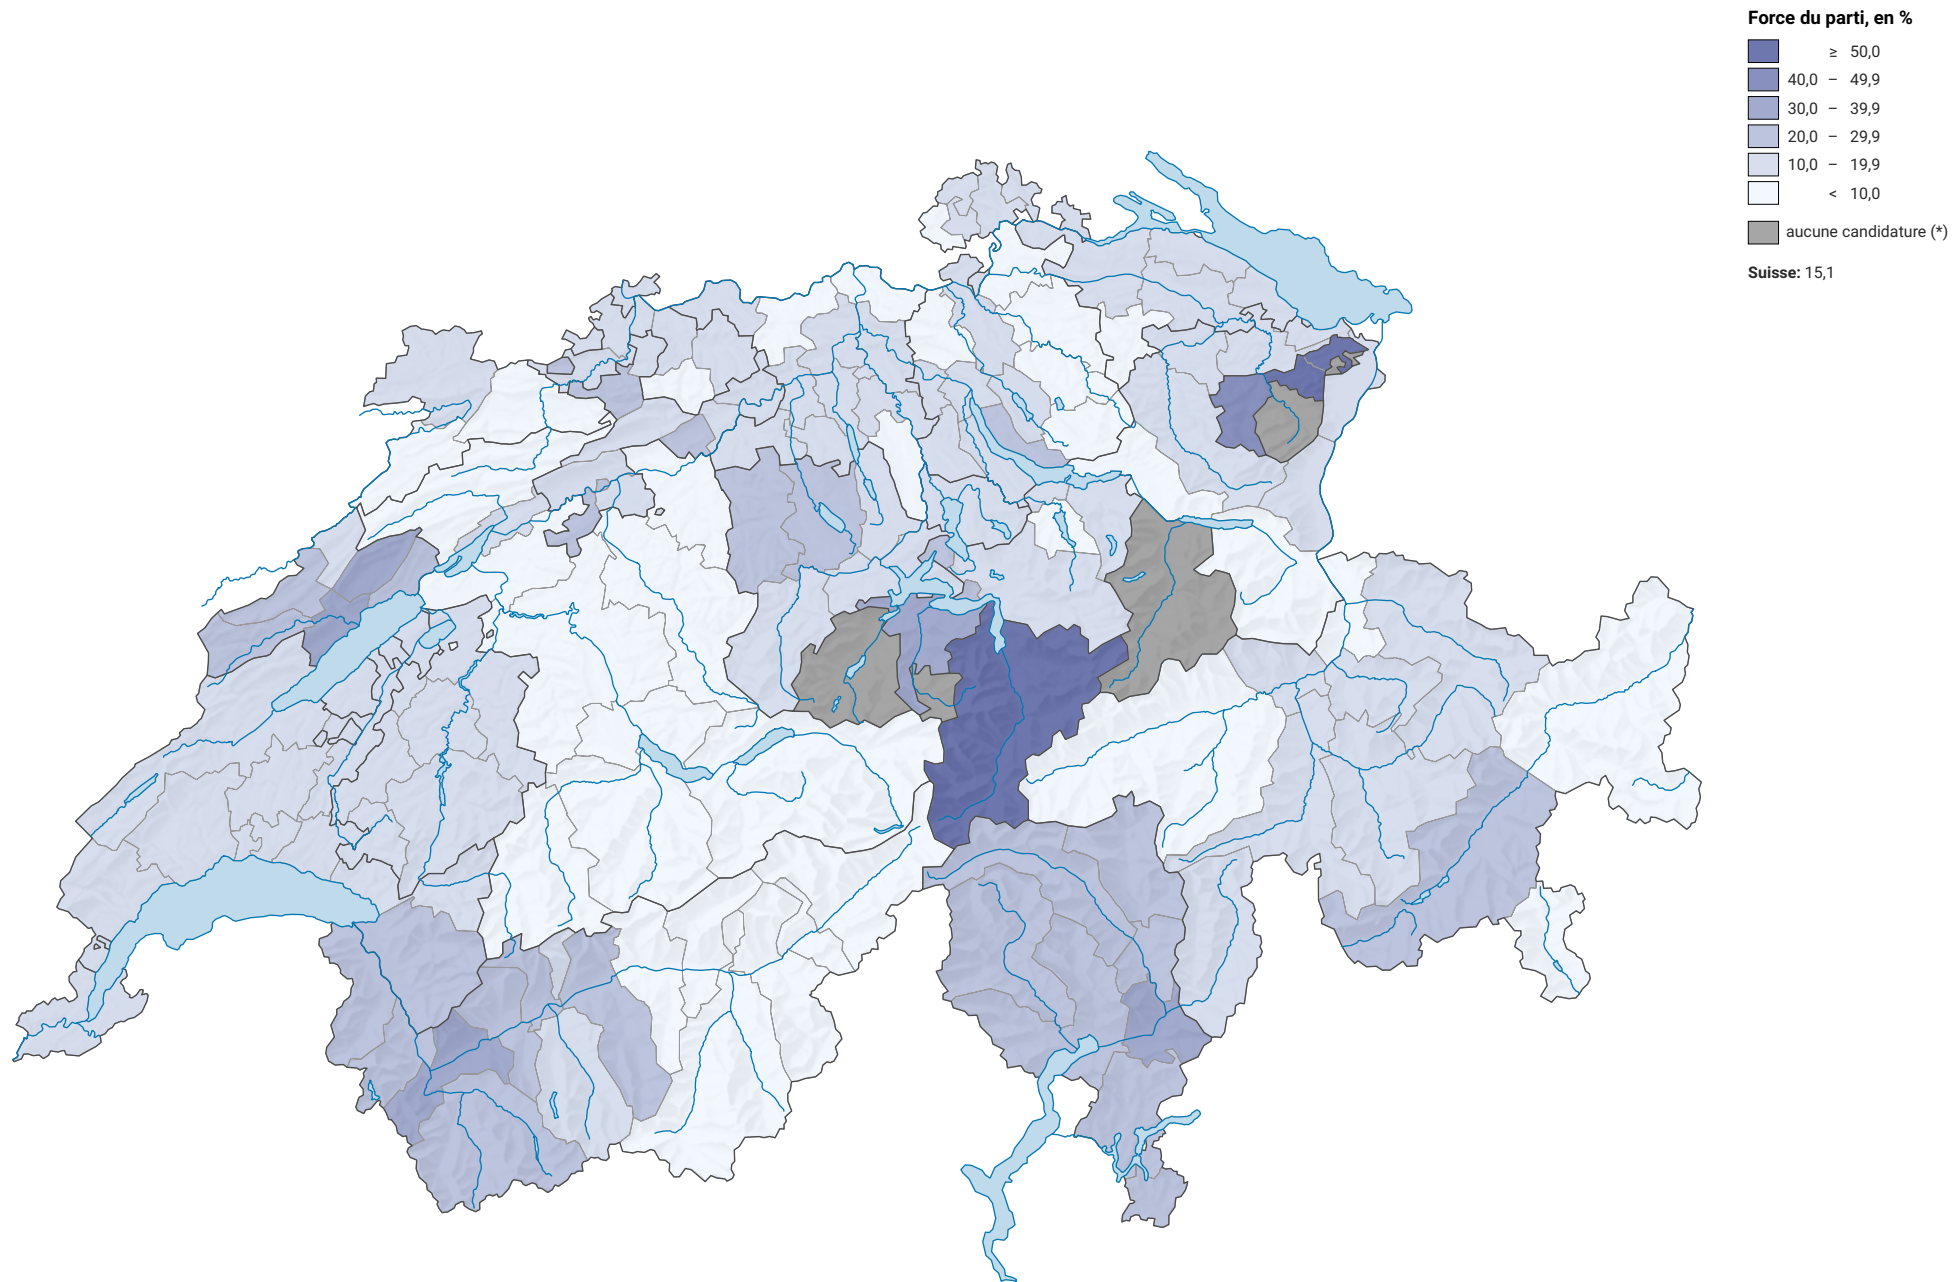 Force du parti, en %
≥ 50,0
40,0 – 49,9
30,0 – 39,9
20,0 – 29,9
10,0 – 19,9
< 10,0
aucune candidature (*)
Suisse: 15,1